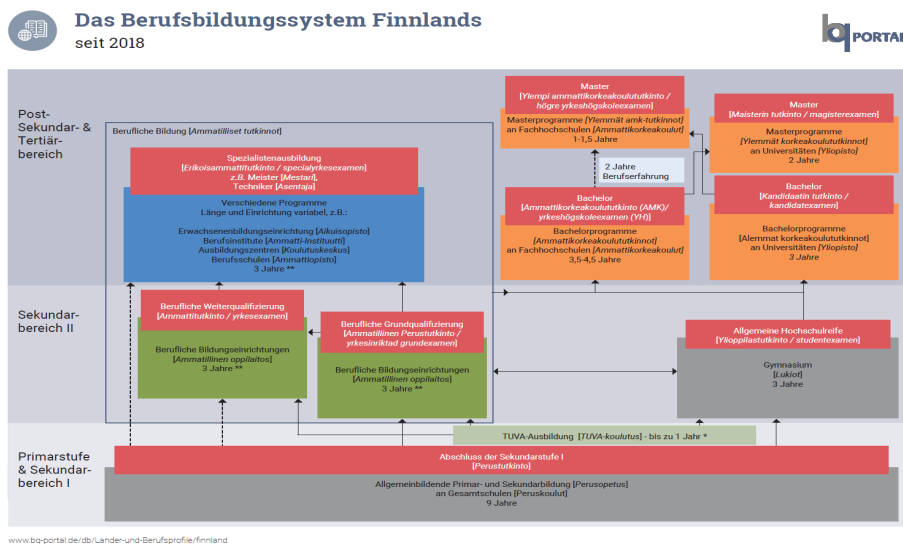 Das Berufsbildungssystem Finnlands
seit 2018
bq PORTAL
Post-
Sekundar- &
Tertiär-
bereich
Berufliche Bildung [Ammatilliset tutkinnot]
Spezialistenausbildung
[Erikoisammattitutkinto / specialyrkesexamen]
z.B. Meister [Mestari],
Techniker [Asentaja]
Verschiedene Programme
Länge und Einrichtung variabel, z.B.:
Erwachsenenbildungseinrichtung [Aikuisopisto]
Berufsinstitute [Ammatti-Instituutti]
Ausbildungszentren [Koulutuskeskus]
Berufsschulen [Ammattiopisto]
3 Jahre **
Master
[Ylempi ammattikorkeakoulututkinto /
högre yrkeshögskoleexamen]
Masterprogramme [Ylemmät amk-tutkinnot]
an Fachhochschulen [Ammattikorkeakoulut]
1-1,5 Jahre
2 Jahre
Berufserfahrung
Bachelor
[Ammattikorkeakoulututkinto (AMK)/
yrkeshögskoleexamen (YH)]
Bachelorprogramme
[Ammattikorkeakoulututkinnot]
an Fachhochschulen [Ammattikorkeakoulut]
3,5-4,5 Jahre
Master
[Maisterin tutkinto / magisterexamen]
Masterprogramme
[Ylemmät korkeakoulututkinnot]
an Universitäten [Yliopisto]
2 Jahre
Bachelor
[Kandidaatin tutkinto /
kandidatexamen]
Bachelorprogramme
[Alemmat korkeakoulututkinnot]
an Universitäten [Yliopisto]
3 Jahre
Sekundar-
bereich II
Berufliche Weiterqualifizierung
[Ammattitutkinto / yrkesexamen]
Berufliche Bildungseinrichtungen
[Ammatillinen oppilaitos]
3 Jahre **
Berufliche Grundqualifizierung
[Ammatillinen Perustutkinto /
yrkesinriktad grundexamen]
Berufliche Bildungseinrichtungen
[Ammatillinen oppilaitos]
3 Jahre **
Allgemeine Hochschulreife
[Ylioppilastutkinto / studentexamen]
Gymnasium
[Lukiot]
3 Jahre
TUVA-Ausbildung [TUVA-koulutus] - bis zu 1 Jahr *
Primarstufe
& Sekundar-
bereich I
Abschluss der Sekundarstufe I
[Perustutkinto]
Allgemeinbildende Primar- und Sekundarbildung [Perusopetus]
an Gesamtschulen [Peruskoulut]
9 Jahre
www.bq-portal.de/db/Lander-und-Berufsprofile/finnland